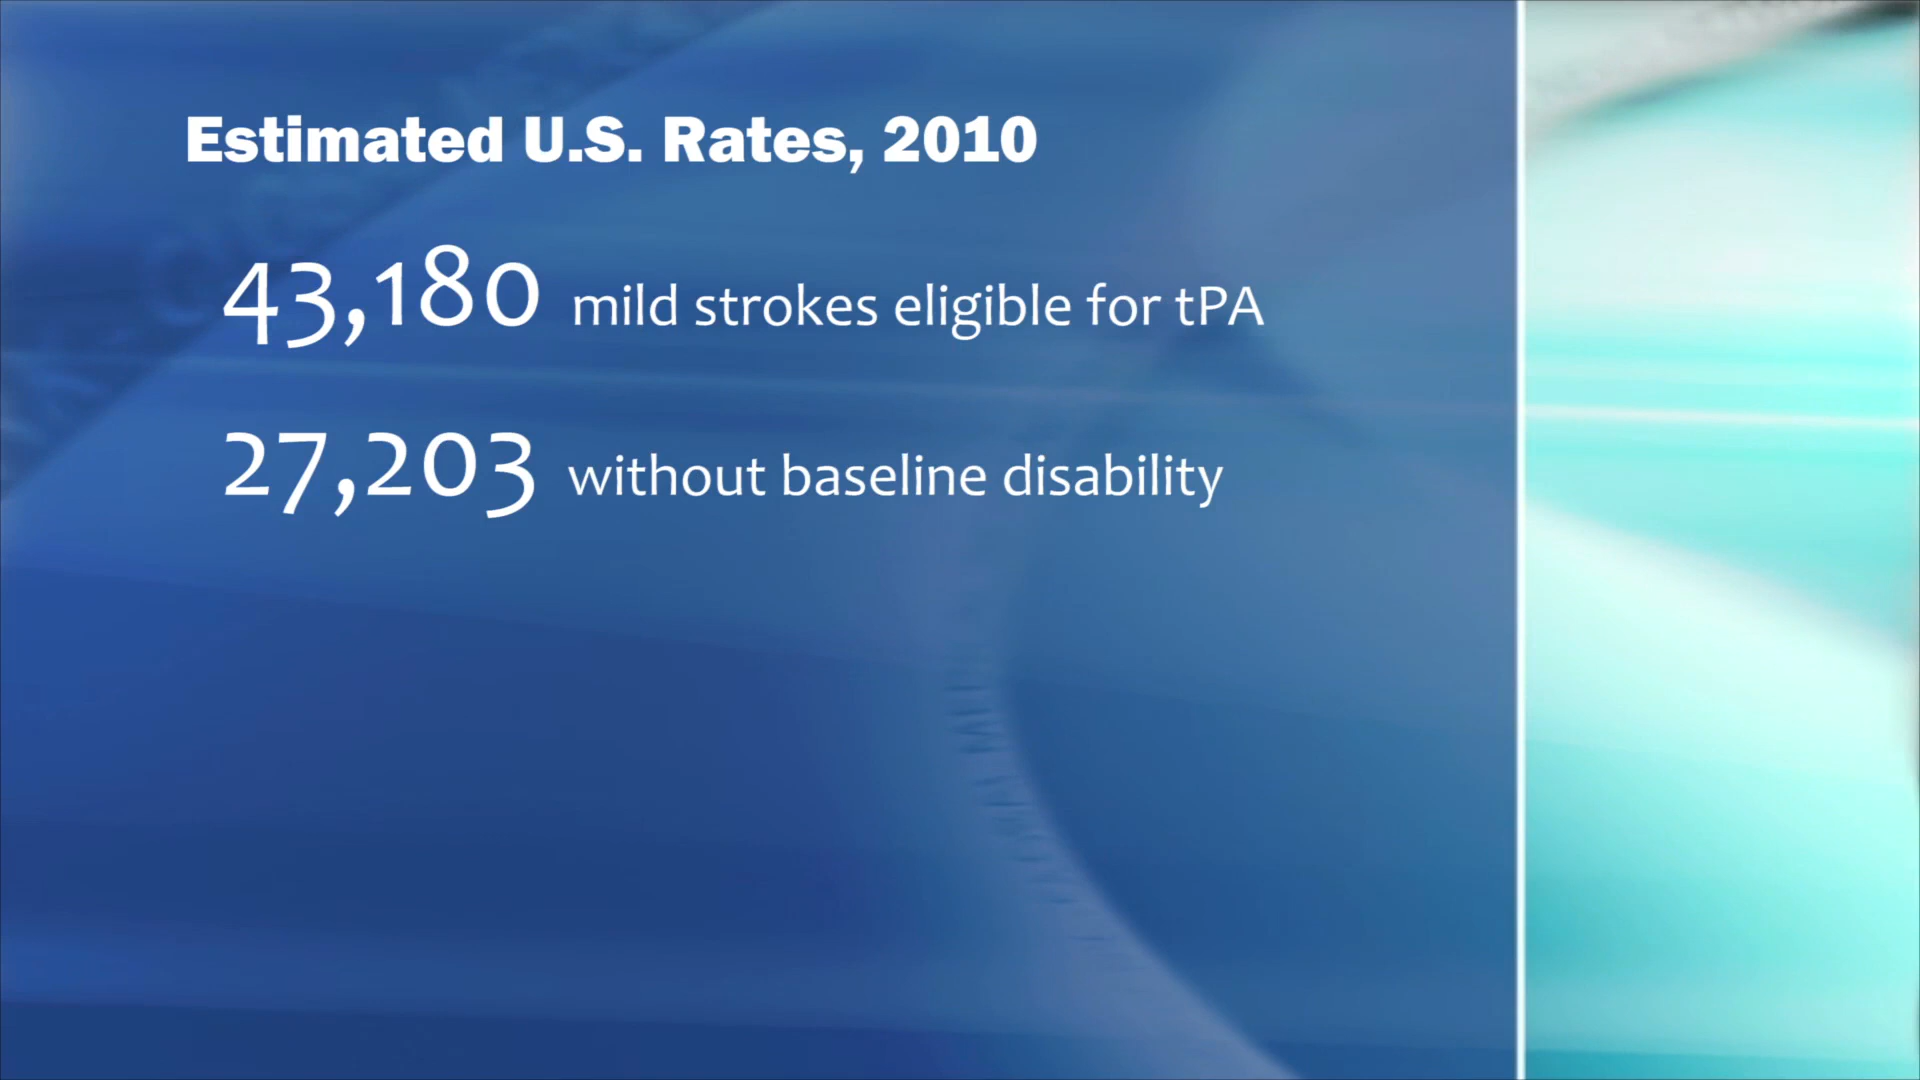 Estimated U.S. Rates, 2010
43,180 mild strokes eligible for tPA
27,203 without baseline disability